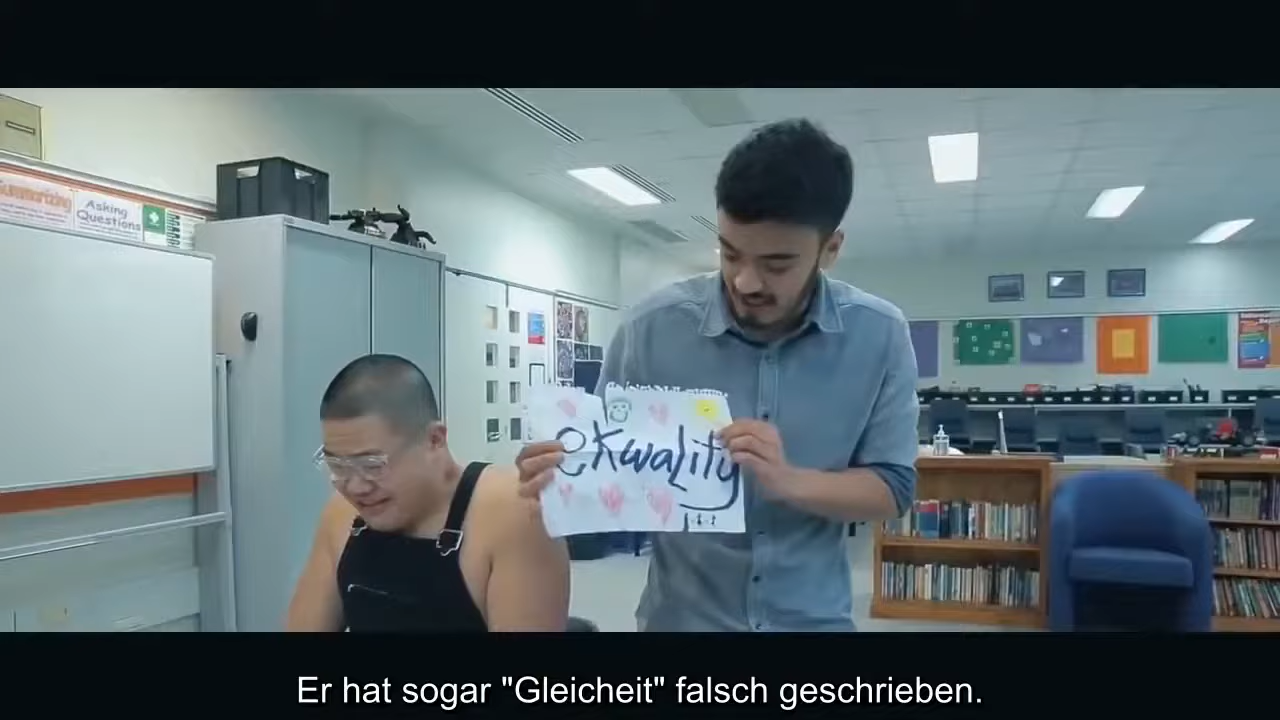 Summarizing
Asking
Questions
ekwality
Er hat sogar "Gleicheit" falsch geschrieben.